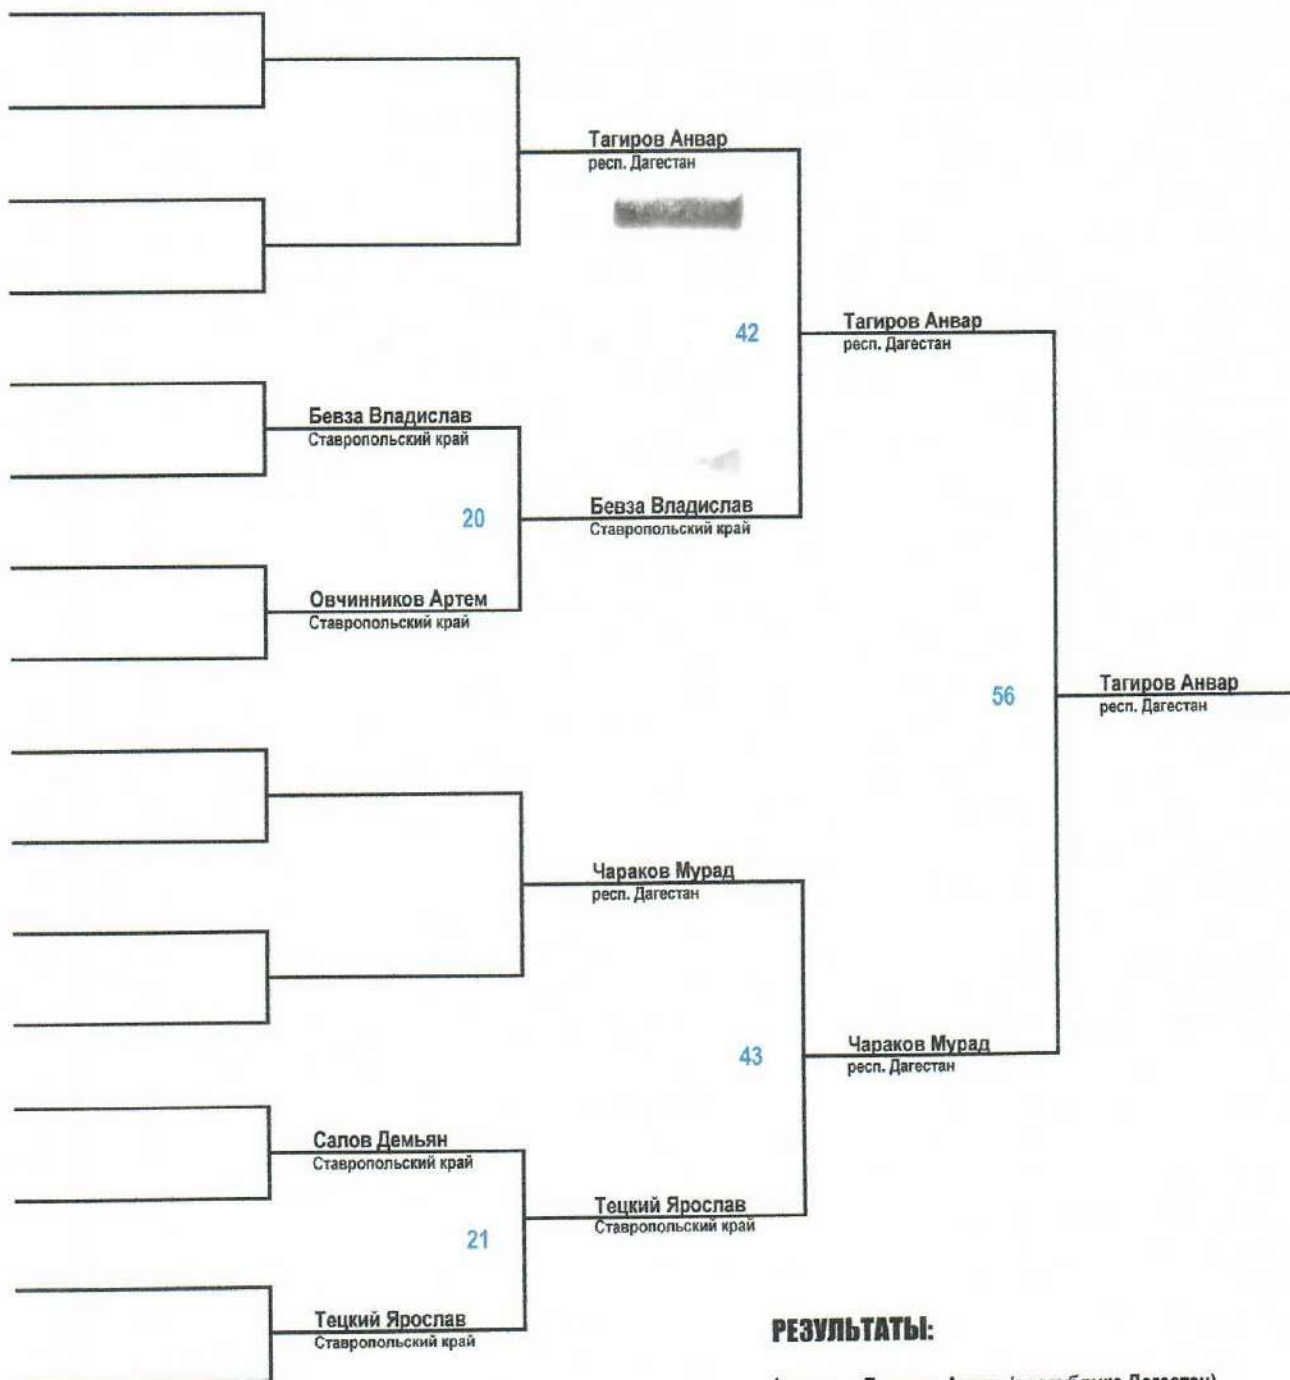 Тагиров Анвар
респ. Дагестан
42
Тагиров Анвар
респ. Дагестан
Бевза Владислав
Ставропольский край
20
Бевза Владислав
Ставропольский край
Овчинников Артем
Ставропольский край
56
Тагиров Анвар
респ. Дагестан
Чараков Мурад
респ. Дагестан
43
Чараков Мурад
респ. Дагестан
Салов Демьян
Ставропольский край
21
Тецкий Ярослав
Ставропольский край
Тецкий Ярослав
Ставропольский край
РЕЗУЛЬТАТЫ:
Дагестан)